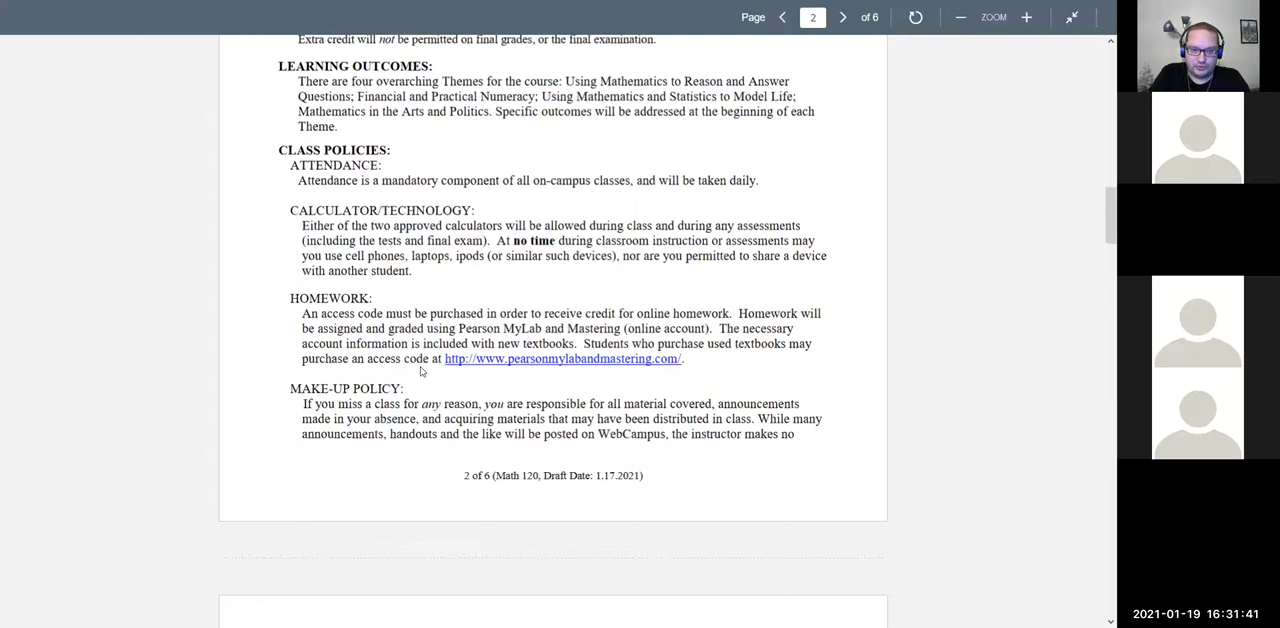 Page 2 of 6 ZOOM
Extra credit will not be permitted on final grades, or the final examination.
LEARNING OUTCOMES:
There are four overarching Themes for the course: Using Mathematics to Reason and Answer
Questions; Financial and Practical Numeracy; Using Mathematics and Statistics to Model Life;
Mathematics in the Arts and Politics. Specific outcomes will be addressed at the beginning of each
Theme.
CLASS POLICIES:
ATTENDANCE:
Attendance is a mandatory component of all on-campus classes, and will be taken daily.
CALCULATOR/TECHNOLOGY:
Either of the two approved calculators will be allowed during class and during any assessments
(including the tests and final exam). At no time during classroom instruction or assessments may
you use cell phones, laptops, ipods (or similar such devices), nor are you permitted to share a device
with another student.
HOMEWORK:
An access code must be purchased in order to receive credit for online homework. Homework will
be assigned and graded using Pearson MyLab and Mastering (online account). The necessary
account information is included with new textbooks. Students who purchase used textbooks may
purchase an access code at http://www.pearsonmylabandmastering.com/.
MAKE-UP POLICY:
If you miss a class for any reason, you are responsible for all material covered, announcements
made in your absence, and acquiring materials that may have been distributed in class. While many
announcements, handouts and the like will be posted on WebCampus, the instructor makes no
2 of 6 (Math 120, Draft Date: 1.17.2021)
2021-01-19 16:31:41